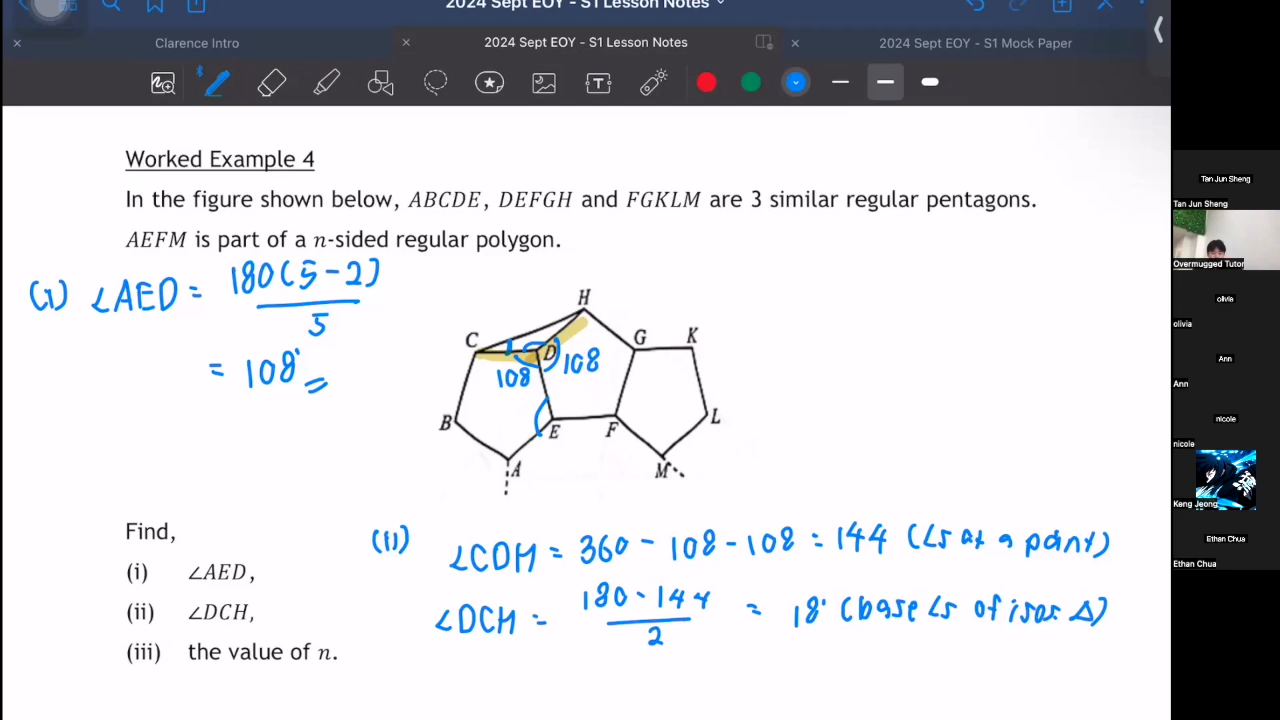 2024 Sept EOY - S1 Lesson Notes
Clarence Intro
2024 Sept EOY - S1 Lesson Notes
2024 Sept EOY - S1 Mock Paper
Worked Example 4
In the figure shown below, ABCDE, DEFGH and FGKLM are 3 similar regular pentagons.
AEFM is part of a n-sided regular polygon.
(i) ∠AED = 180(5-2)
5
= 108°
H
C
D
G
K
108
108
B
E
F
L
A
M
Find,
(i) ∠AED,
(ii) ∠DCH,
(iii) the value of n.
(ii) ∠CDH = 360 - 108 - 108 = 144 (∠s at a point)
∠DCH = 180 - 144
2
= 18° (base ∠s of isos Δ)
Tan Jun Sheng
Tan Jun Sheng
Overmugged Tutor
olivia
olivia
Ann
Ann
nicole
nicole
Keng Jeong
Ethan Chua
Ethan Chua